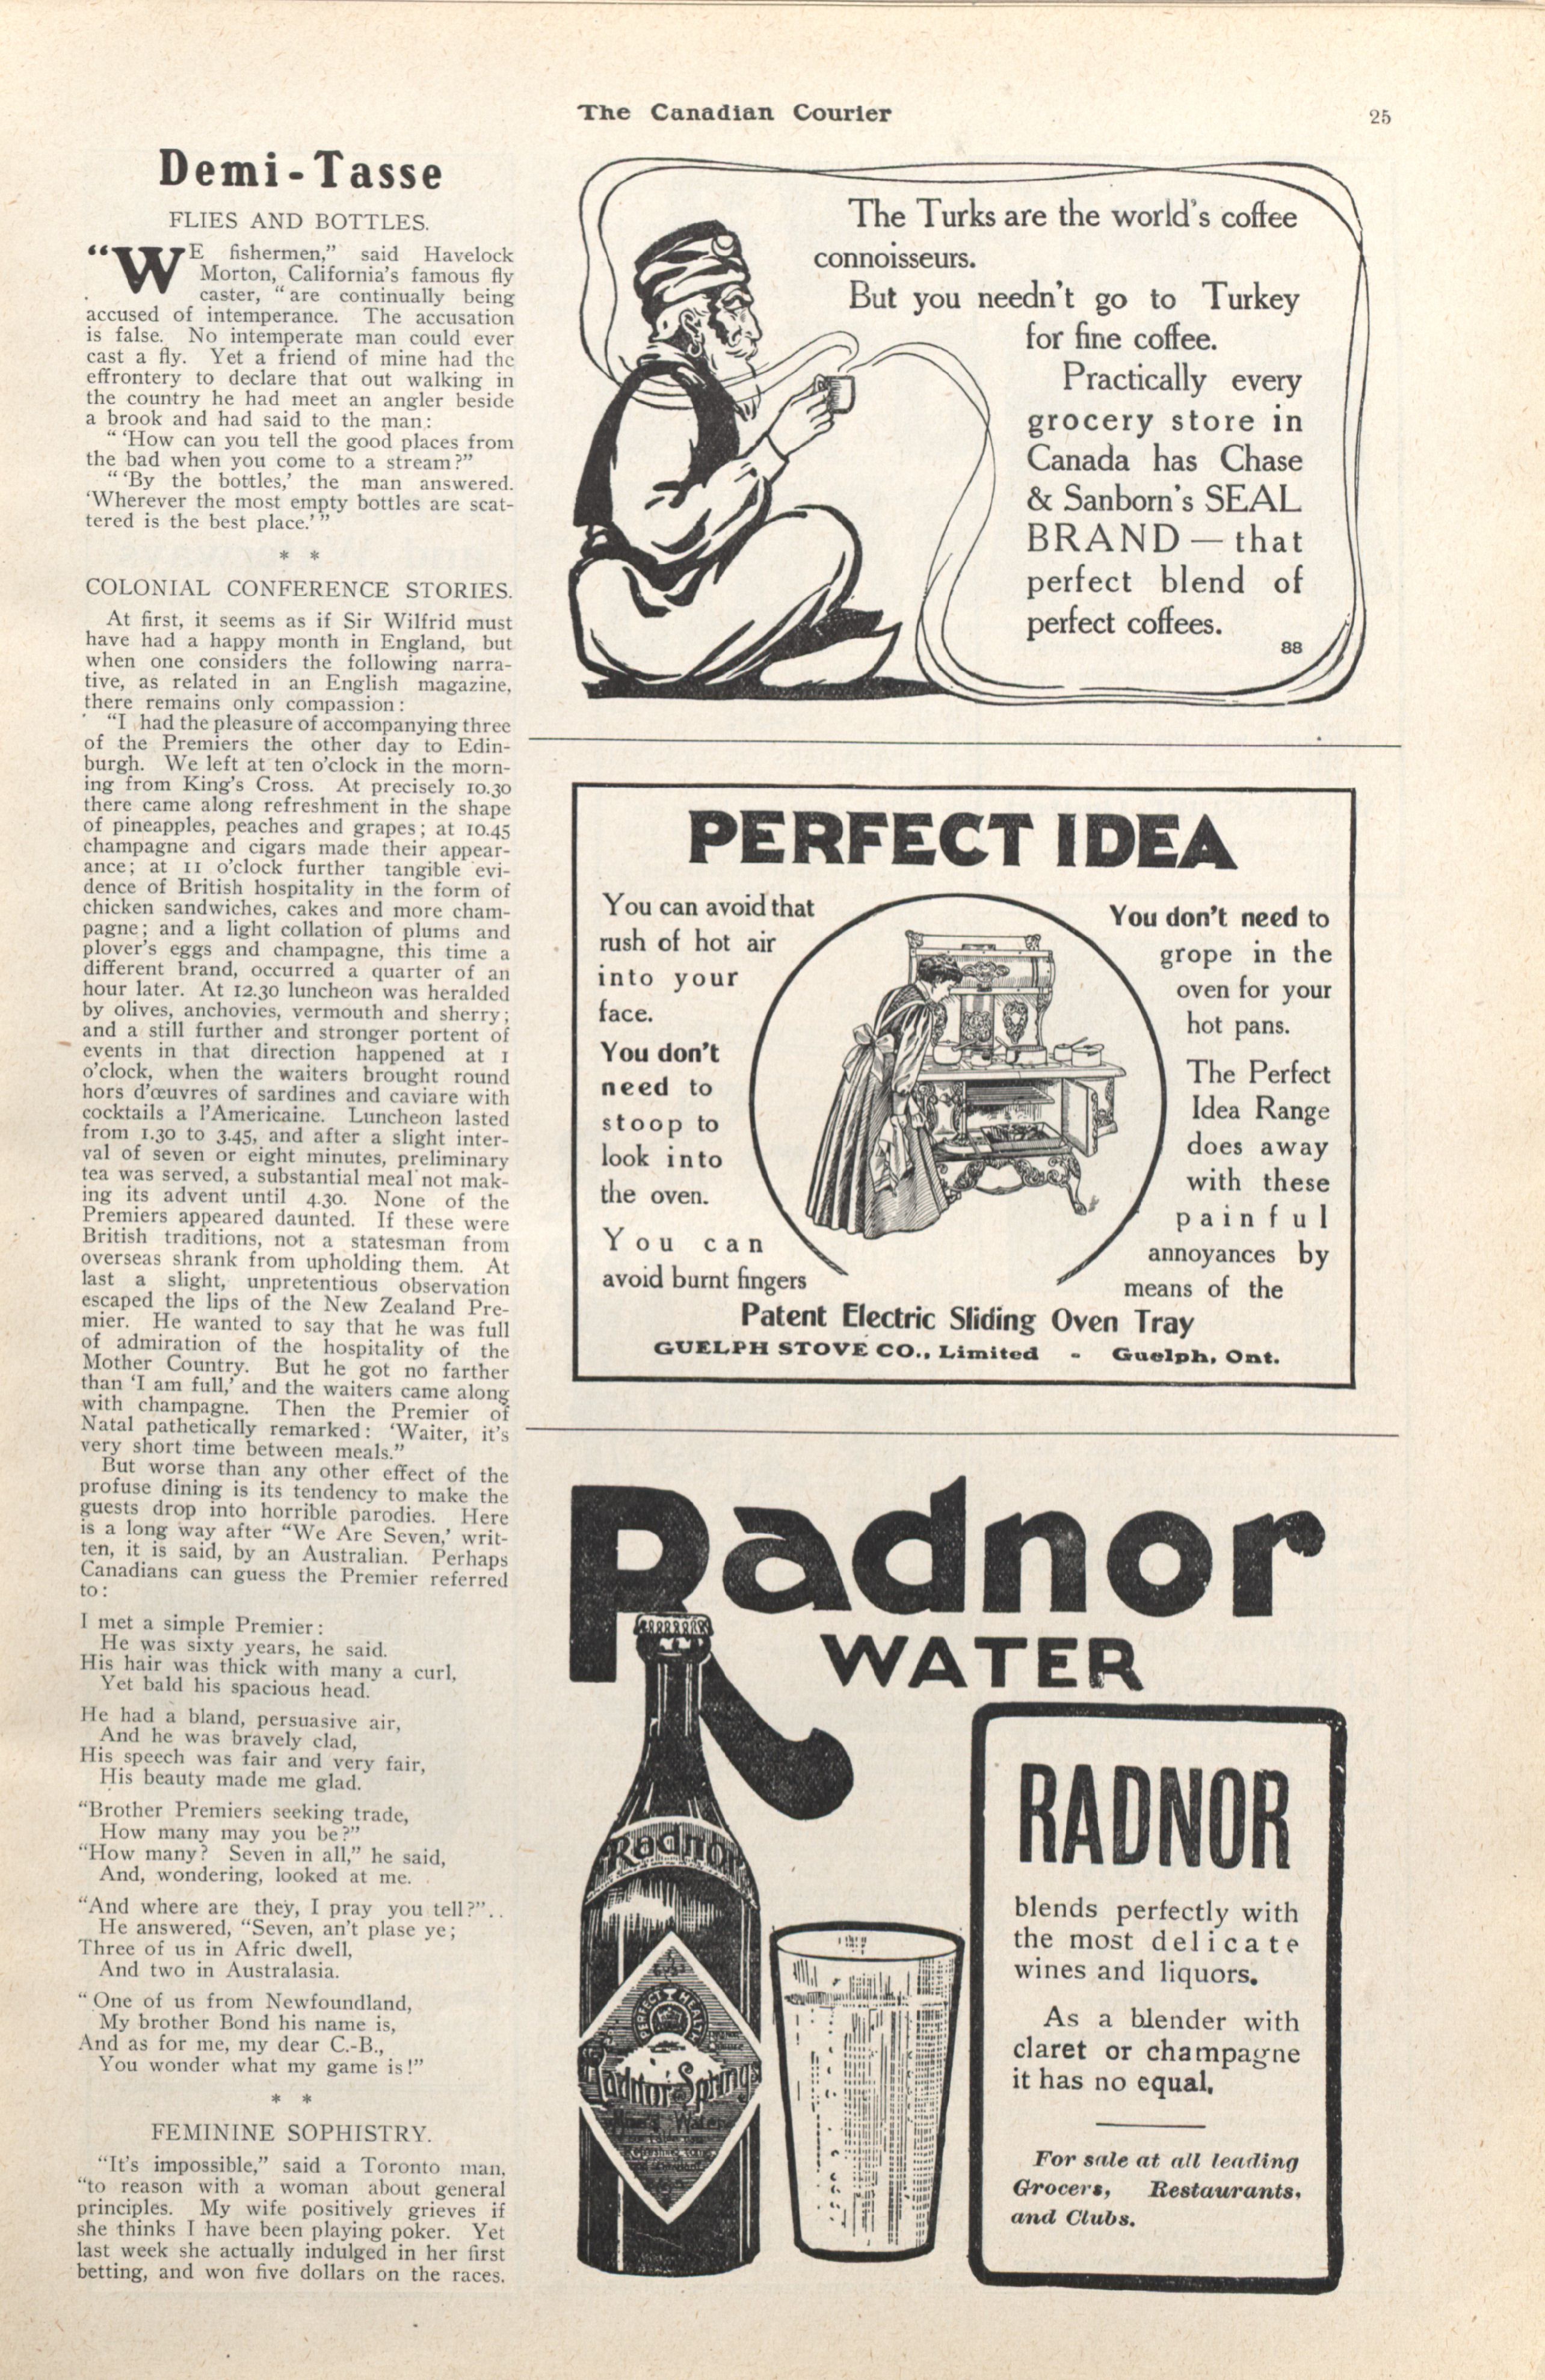 The Canadian Courier
25
Demi-Tasse
FLIES AND BOTTLES.
“WE fishermen,” said Havelock
Morton, California’s famous fly
caster, “are continually being
accused of intemperance. The accusation
is false. No intemperate man could ever
cast a fly. Yet a friend of mine had the
effrontery to declare that out walking in
the country he had meet an angler beside
a brook and had said to the man:
“ ‘How can you tell the good places from
the bad when you come to a stream?”
“ ‘By the bottles,’ the man answered.
‘Wherever the most empty bottles are scat-
tered is the best place.’ ”
* *
COLONIAL CONFERENCE STORIES.
At first, it seems as if Sir Wilfrid must
have had a happy month in England, but
when one considers the following narra-
tive, as related in an English magazine,
there remains only compassion:
“I had the pleasure of accompanying three
of the Premiers the other day to Edin-
burgh. We left at ten o’clock in the morn-
ing from King’s Cross. At precisely 10.30
there came along refreshment in the shape
of pineapples, peaches and grapes; at 10.45
champagne and cigars made their appear-
ance; at 11 o’clock further tangible evi-
dence of British hospitality in the form of
chicken sandwiches, cakes and more cham-
pagne; and a light collation of plums and
plover’s eggs and champagne, this time a
different brand, occurred a quarter of an
hour later. At 12.30 luncheon was heralded
by olives, anchovies, vermouth and sherry;
and a still further and stronger portent of
events in that direction happened at 1
o’clock, when the waiters brought round
hors d’œuvres of sardines and caviare with
cocktails a l’Americaine. Luncheon lasted
from 1.30 to 3.45, and after a slight inter-
val of seven or eight minutes, preliminary
tea was served, a substantial meal not mak-
ing its advent until 4.30. None of the
Premiers appeared daunted. If these were
British traditions, not a statesman from
overseas shrank from upholding them. At
last a slight, unpretentious observation
escaped the lips of the New Zealand Pre-
mier. He wanted to say that he was full
of admiration of the hospitality of the
Mother Country. But he got no farther
than ‘I am full,’ and the waiters came along
with champagne. Then the Premier of
Natal pathetically remarked: ‘Waiter, it’s
very short time between meals.”
But worse than any other effect of the
profuse dining is its tendency to make the
guests drop into horrible parodies. Here
is a long way after “We Are Seven,’ writ-
ten, it is said, by an Australian. Perhaps
Canadians can guess the Premier referred
to:
I met a simple Premier:
He was sixty years, he said.
His hair was thick with many a curl,
Yet bald his spacious head.
He had a bland, persuasive air,
And he was bravely clad,
His speech was fair and very fair,
His beauty made me glad.
“Brother Premiers seeking trade,
How many may you be?”
“How many? Seven in all,” he said,
And, wondering, looked at me.
“And where are they, I pray you tell?”..
He answered, “Seven, an’t plase ye;
Three of us in Afric dwell,
And two in Australasia.
“One of us from Newfoundland,
My brother Bond his name is,
And as for me, my dear C.-B.,
You wonder what my game is!”
* *
FEMININE SOPHISTRY.
“It’s impossible,” said a Toronto man,
“to reason with a woman about general
principles. My wife positively grieves if
she thinks I have been playing poker. Yet
last week she actually indulged in her first
betting, and won five dollars on the races.
The Turks are the world’s coffee
connoisseurs.
But you needn’t go to Turkey
for fine coffee.
Practically every
grocery store in
Canada has Chase
& Sanborn’s SEAL
BRAND — that
perfect blend of
perfect coffees.
88
PERFECT IDEA
You can avoid that
rush of hot air
into your
face.
You don’t
need to
stoop to
look into
the oven.
You can
avoid burnt fingers
You don’t need to
grope in the
oven for your
hot pans.
The Perfect
Idea Range
does away
with these
painful
annoyances by
means of the
Patent Electric Sliding Oven Tray
GUELPH STOVE CO., Limited - Guelph, Ont.
Radnor
WATER
Radnor
PERFECT HEALTH
Radnor Springs
RADNOR
blends perfectly with
the most delicate
wines and liquors.
As a blender with
claret or champagne
it has no equal.
For sale at all leading
Grocers, Restaurants,
and Clubs.